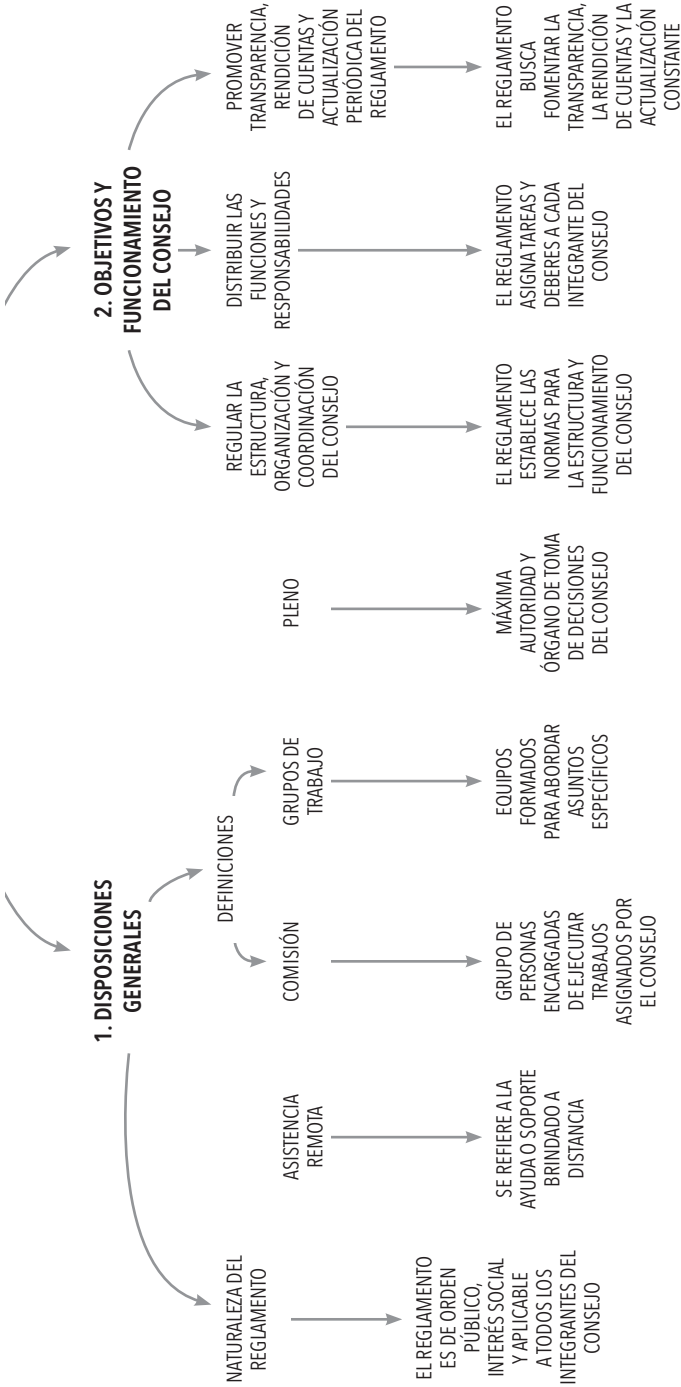 1. DISPOSICIONES
GENERALES
NATURALEZA DEL
REGLAMENTO
EL REGLAMENTO
ES DE ORDEN
PÚBLICO,
INTERÉS SOCIAL
Y APLICABLE
A TODOS LOS
INTEGRANTES DEL
CONSEJO
DEFINICIONES
ASISTENCIA
REMOTA
SE REFIERE A LA
AYUDA O SOPORTE
BRINDADO A
DISTANCIA
COMISIÓN
GRUPO DE
PERSONAS
ENCARGADAS
DE EJECUTAR
TRABAJOS
ASIGNADOS POR
EL CONSEJO
GRUPOS DE
TRABAJO
EQUIPOS
FORMADOS
PARA ABORDAR
ASUNTOS
ESPECÍFICOS
PLENO
MÁXIMA
AUTORIDAD Y
ÓRGANO DE TOMA
DE DECISIONES
DEL CONSEJO
2. OBJETIVOS Y
FUNCIONAMIENTO
DEL CONSEJO
REGULAR LA
ESTRUCTURA,
ORGANIZACIÓN Y
COORDINACIÓN
DEL CONSEJO
EL REGLAMENTO
ESTABLECE LAS
NORMAS PARA
LA ESTRUCTURA Y
FUNCIONAMIENTO
DEL CONSEJO
DISTRIBUIR LAS
FUNCIONES Y
RESPONSABILIDADES
EL REGLAMENTO
ASIGNA TAREAS Y
DEBERES A CADA
INTEGRANTE DEL
CONSEJO
PROMOVER
TRANSPARENCIA,
RENDICIÓN
DE CUENTAS Y
ACTUALIZACIÓN
PERIÓDICA DEL
REGLAMENTO
EL REGLAMENTO
BUSCA
FOMENTAR LA
TRANSPARENCIA,
LA RENDICIÓN
DE CUENTAS Y LA
ACTUALIZACIÓN
CONSTANTE